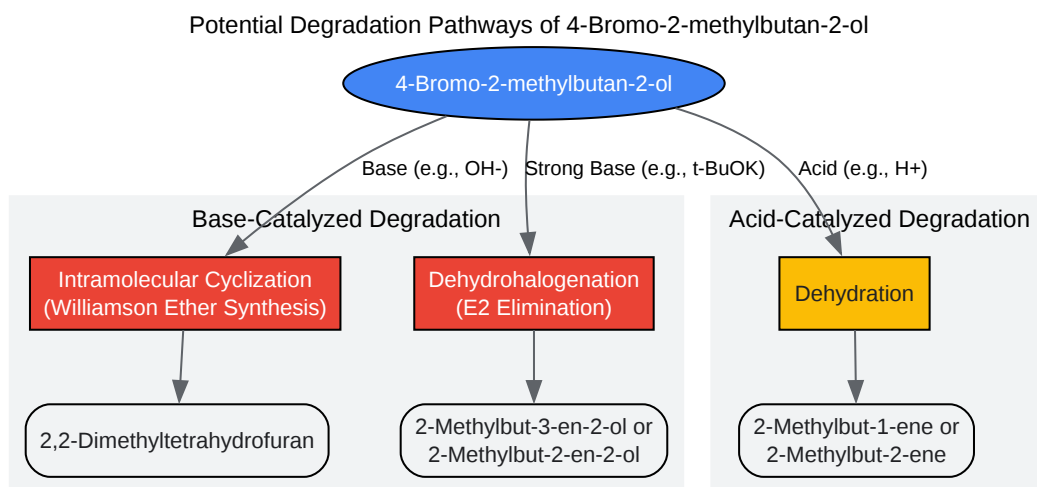 Potential Degradation Pathways of 4-Bromo-2-methylbutan-2-ol
4-Bromo-2-methylbutan-2-ol
Base (e.g., OH-)
Strong Base (e.g., t-BuOK)
Acid (e.g., H+)
Base-Catalyzed Degradation
Acid-Catalyzed Degradation
Intramolecular Cyclization
(Williamson Ether Synthesis)
Dehydrohalogenation
(E2 Elimination)
Dehydration
2,2-Dimethyltetrahydrofuran
2-Methylbut-3-en-2-ol or
2-Methylbut-2-en-2-ol
2-Methylbut-1-ene or
2-Methylbut-2-ene